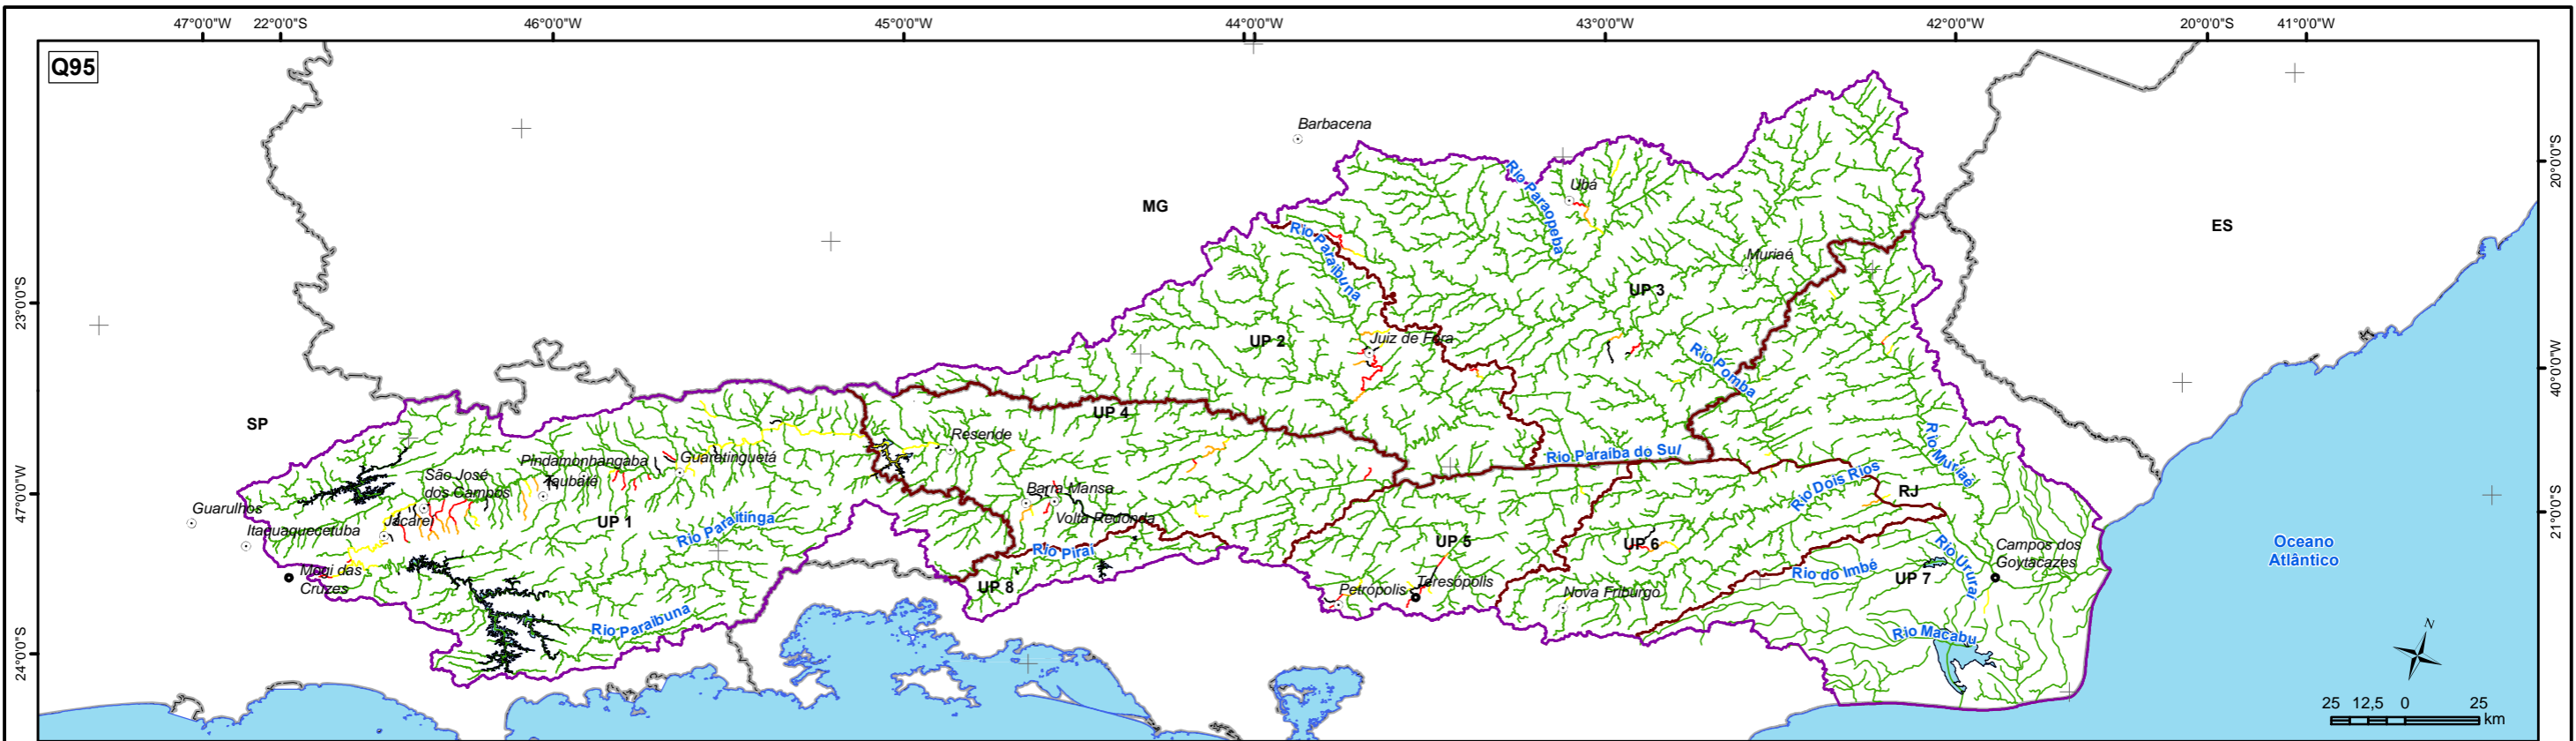 47°0'0"W
22°0'0"S
46°0'0"W
45°0'0"W
44°0'0"W
43°0'0"W
42°0'0"W
20°0'0"S
41°0'0"W
Q95
Barbacena
Ubá
Rio Paraopeba
20°0'0"S
MG
ES
Rio Paraibuna
Muriaé
UP 3
23°0'0"S
UP 2
Juiz de Fora
Rio Pomba
40°0'0"W
UP 4
SP
Resende
Rio Paraiba do Sul
Rio Muriaé
Pindamonhangaba
Guaratinguetá
São José
dos Campos
Taubaté
47°0'0"W
Barra Mansa
Rio Dois Rios
RJ
Guarulhos
Jacareí
UP 1
Volta Redonda
21°0'0"S
Itaquaquecetuba
Rio Paraitinga
Rio Piraí
UP 5
UP 6
Rio Ururaí
Campos dos
Goytacazes
Oceano
Atlântico
Mogi das
Cruzes
UP 8
Petrópolis
Teresópolis
Nova Friburgo
Rio do Imbé
UP 7
Rio Paraibuna
Rio Macabu
N
24°0'0"S
25 12,5 0 25
km